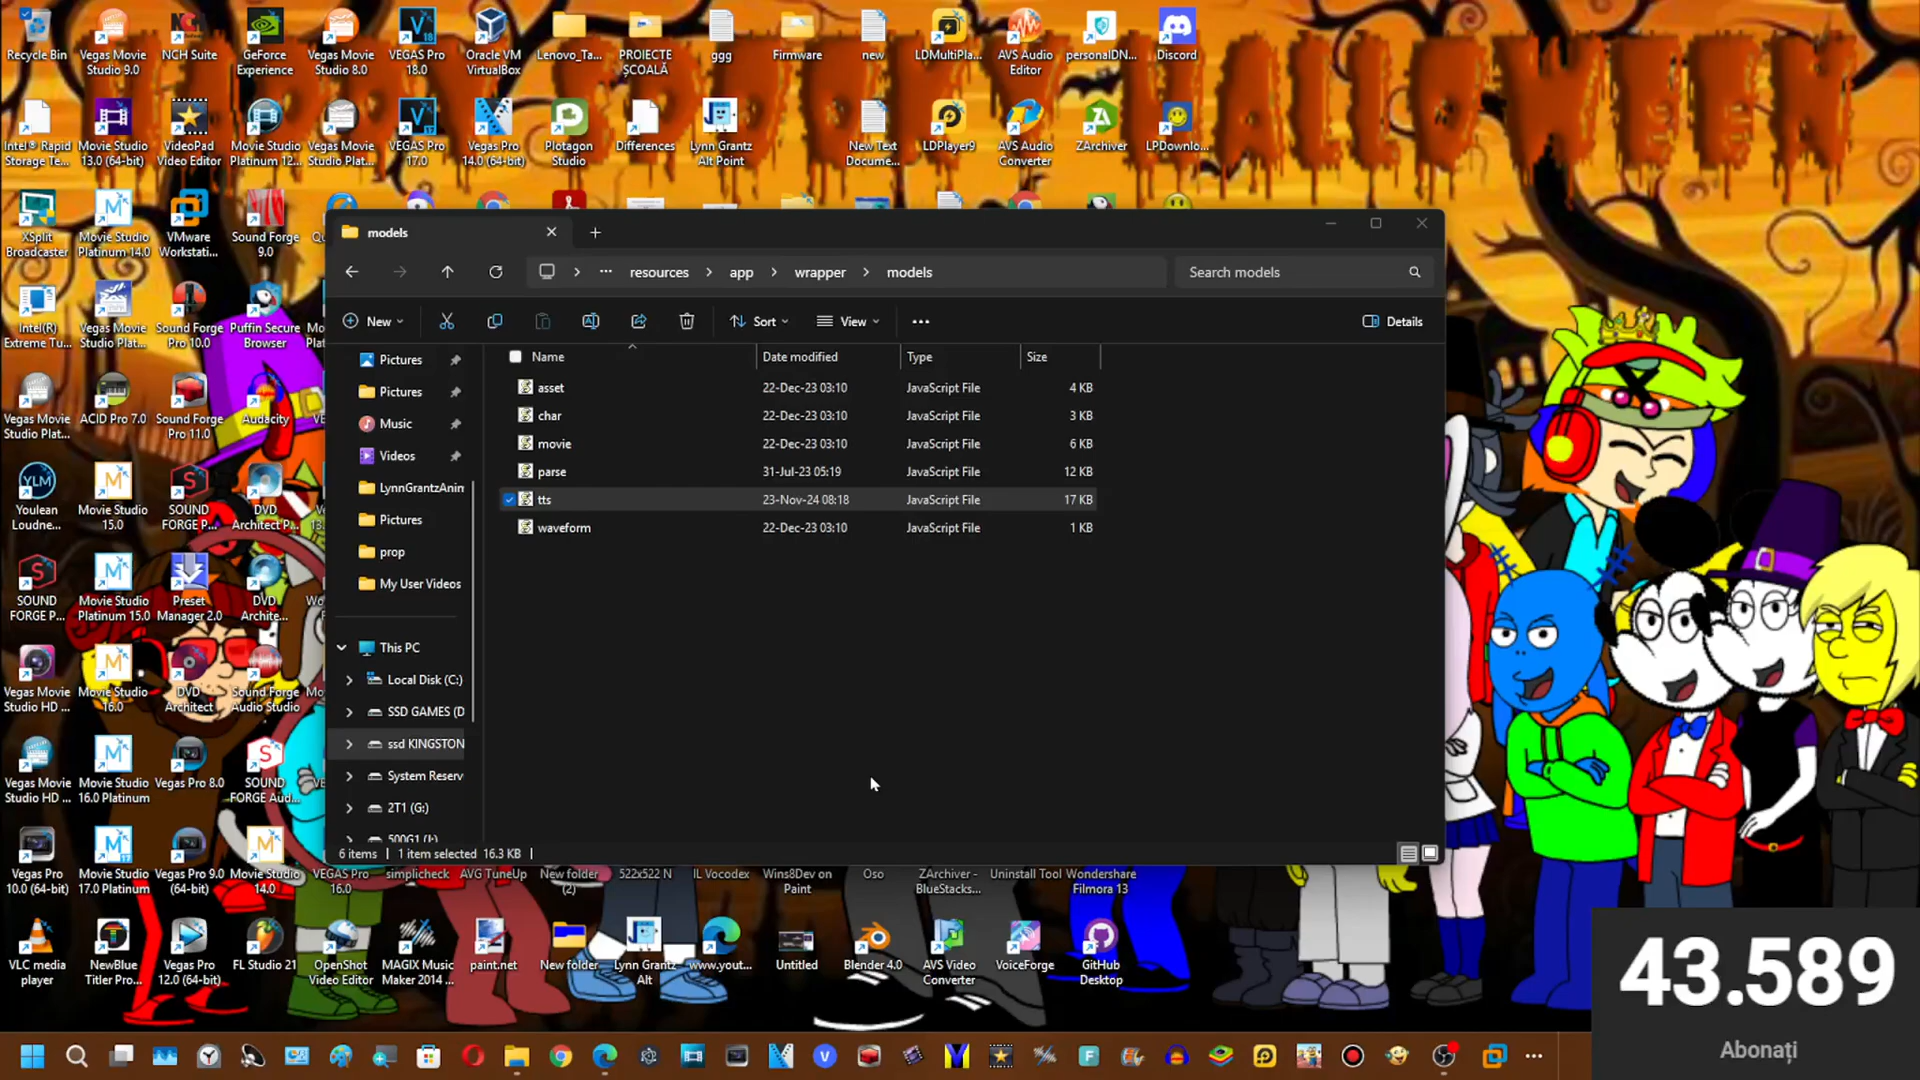 Recycle Bin
Vegas Movie Studio 9.0
NCH Suite
GeForce Experience
Vegas Movie Studio 8.0
VEGAS Pro 18.0
Oracle VM VirtualBox
Lenovo_Ta...
PROIECTE ȘCOALĂ
ggg
Firmware
new
LDMultiPla...
AVS Audio Editor
personalDN...
Discord
HALLOWEEN
Intel® Rapid Storage Te...
Movie Studio 13.0 (64-bit)
VideoPad Video Editor
Movie Studio Platinum 12...
Vegas Movie Studio Plat...
VEGAS Pro 17.0
Vegas Pro 14.0 (64-bit)
Plotagon Studio
Differences
Lynn Grantz Alt Point
New Text Docume...
LDPlayer9
AVS Audio Converter
ZArchiver
LPDownlo...
XSplit Broadcaster
Movie Studio Platinum 14.0
VMware Workstati...
Sound Forge 9.0
models
resources
app
wrapper
models
Search models
New
Sort
View
Details
Intel(R) Extreme Tu...
Vegas Movie Studio Plat...
Sound Forge Pro 10.0
Puffin Secure Browser
Name
Date modified
Type
Size
asset 22-Dec-23 03:10 JavaScript File 4 KB
char 22-Dec-23 03:10 JavaScript File 3 KB
movie 22-Dec-23 03:10 JavaScript File 6 KB
parse 31-Jul-23 05:19 JavaScript File 12 KB
tts 23-Nov-24 08:18 JavaScript File 17 KB
waveform 22-Dec-23 03:10 JavaScript File 1 KB
Pictures
Pictures
Music
Videos
LynnGrantzAnin
Pictures
prop
My User Videos
This PC
Local Disk (C:)
SSD GAMES (D
ssd KINGSTON
System Reserv
2T1 (G:)
500G1 (I:)
6 items
1 item selected 16.3 KB
Vegas Movie Studio Plat...
ACID Pro 7.0
Sound Forge Pro 11.0
Audacity
Youlean Loudne...
Movie Studio 15.0
SOUND FORGE P...
DVD Architect P...
SOUND FORGE P...
Movie Studio Platinum 15.0
Preset Manager 2.0
DVD Archite...
Vegas Movie Studio HD ...
Movie Studio 16.0
DVD Architect
Sound Forge Audio Studio
Vegas Movie Studio HD ...
Movie Studio 16.0 Platinum
Vegas Pro 8.0
SOUND FORGE Aud...
Vegas Pro 10.0 (64-bit)
Movie Studio 17.0 Platinum
Vegas Pro 9.0 (64-bit)
Movie Studio 14.0
VEGAS Pro 16.0
simplicheck
AVG TuneUp
New folder (2)
522x522 N
IL Vocodex
Wins8Dev on Paint
Oso
ZArchiver - BlueStacks...
Uninstall Tool
Wondershare Filmora 13
VLC media player
NewBlue Titler Pro...
Vegas Pro 12.0 (64-bit)
FL Studio 21
OpenShot Video Editor
MAGIX Music Maker 2014 ...
paint.net
New folder
Lynn Grantz Alt
www.yout...
Untitled
Blender 4.0
AVS Video Converter
VoiceForge
GitHub Desktop
43.589
Abonați